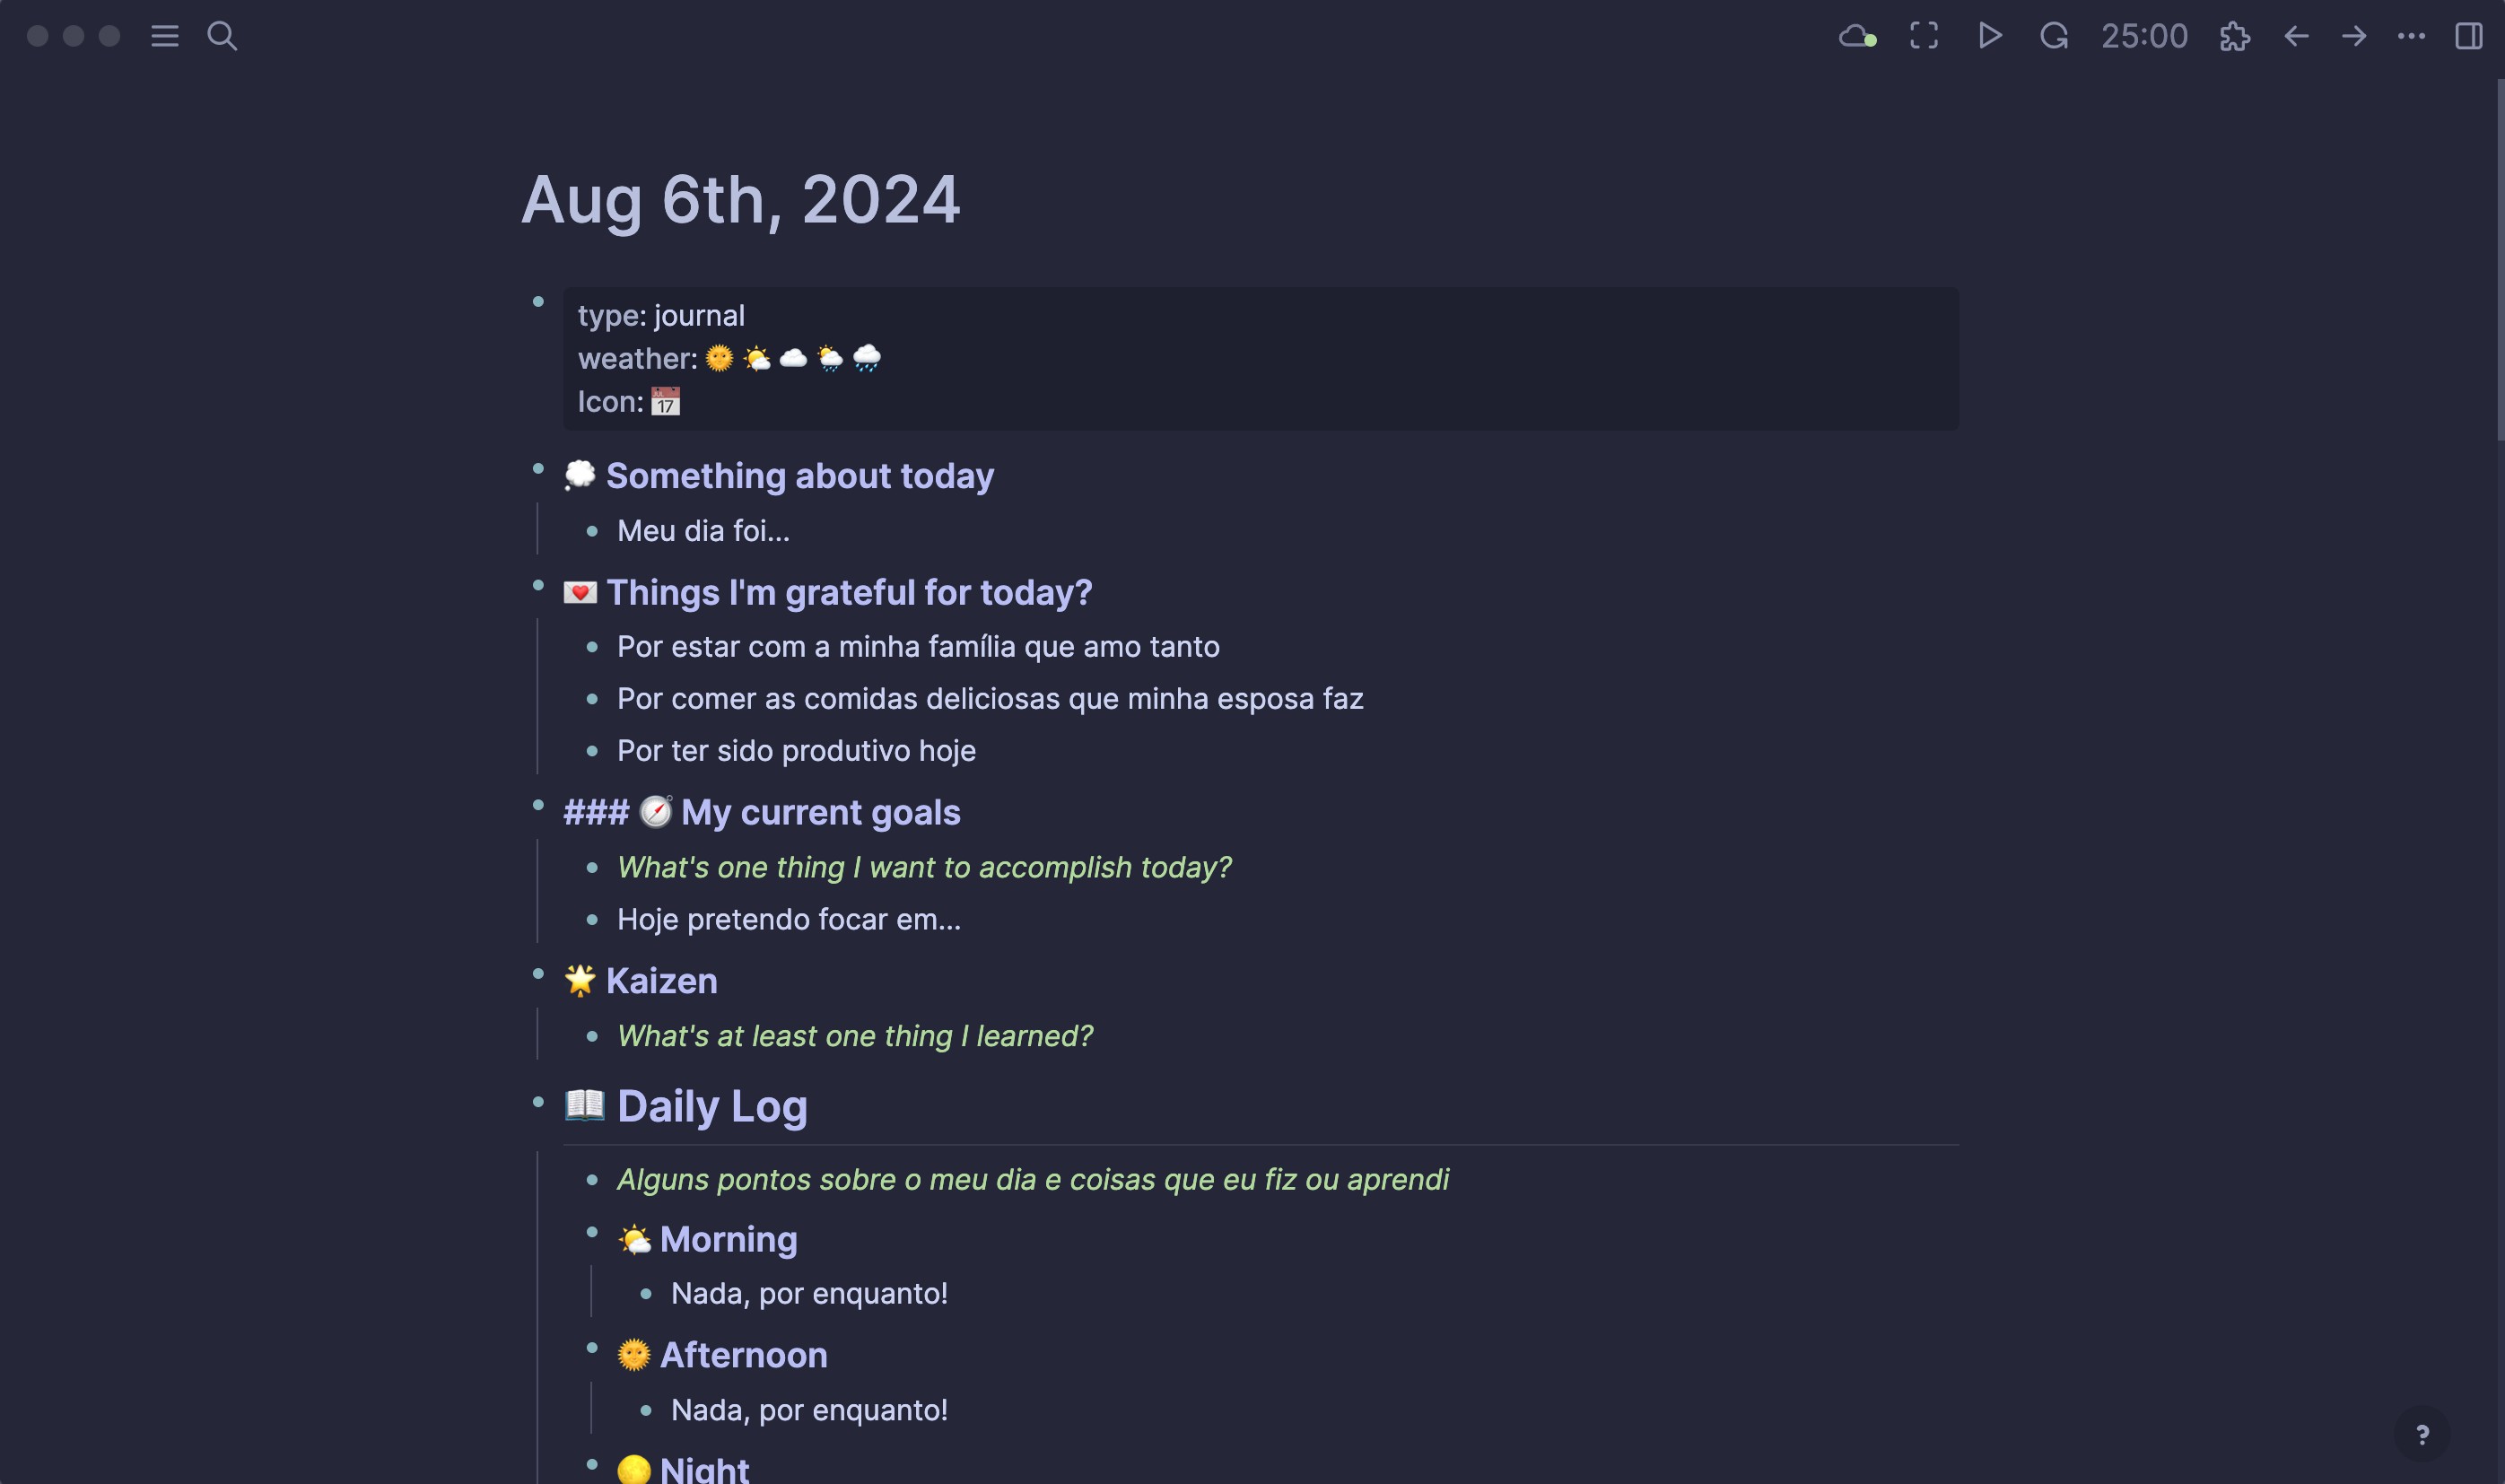 25:00
Aug 6th, 2024
type: journal
weather: 🌞 🌤️ ☁️ 🌦️ 🌧️
Icon: 📅
💭 Something about today
Meu dia foi...
💌 Things I'm grateful for today?
Por estar com a minha família que amo tanto
Por comer as comidas deliciosas que minha esposa faz
Por ter sido produtivo hoje
### 🧭 My current goals
What's one thing I want to accomplish today?
Hoje pretendo focar em...
🌟 Kaizen
What's at least one thing I learned?
📖 Daily Log
Alguns pontos sobre o meu dia e coisas que eu fiz ou aprendi
🌤️ Morning
Nada, por enquanto!
🌞 Afternoon
Nada, por enquanto!
🌕 Night
?